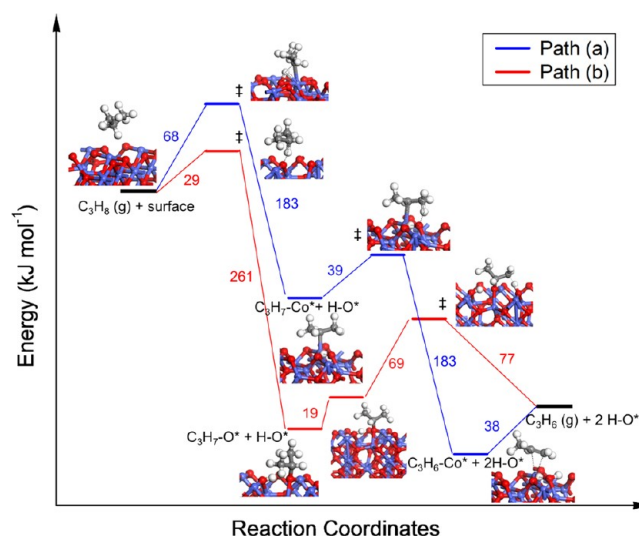 Energy (kJ mol⁻¹)
Reaction Coordinates
Path (a)
Path (b)
‡
‡
68
29
C₃H₈ (g) + surface
183
261
‡
39
C₃H₇-Co*+ H-O*
‡
69
183
77
19
C₃H₇-O* + H-O*
38
C₃H₆ (g) + 2 H-O*
C₃H₆-Co* + 2H-O*